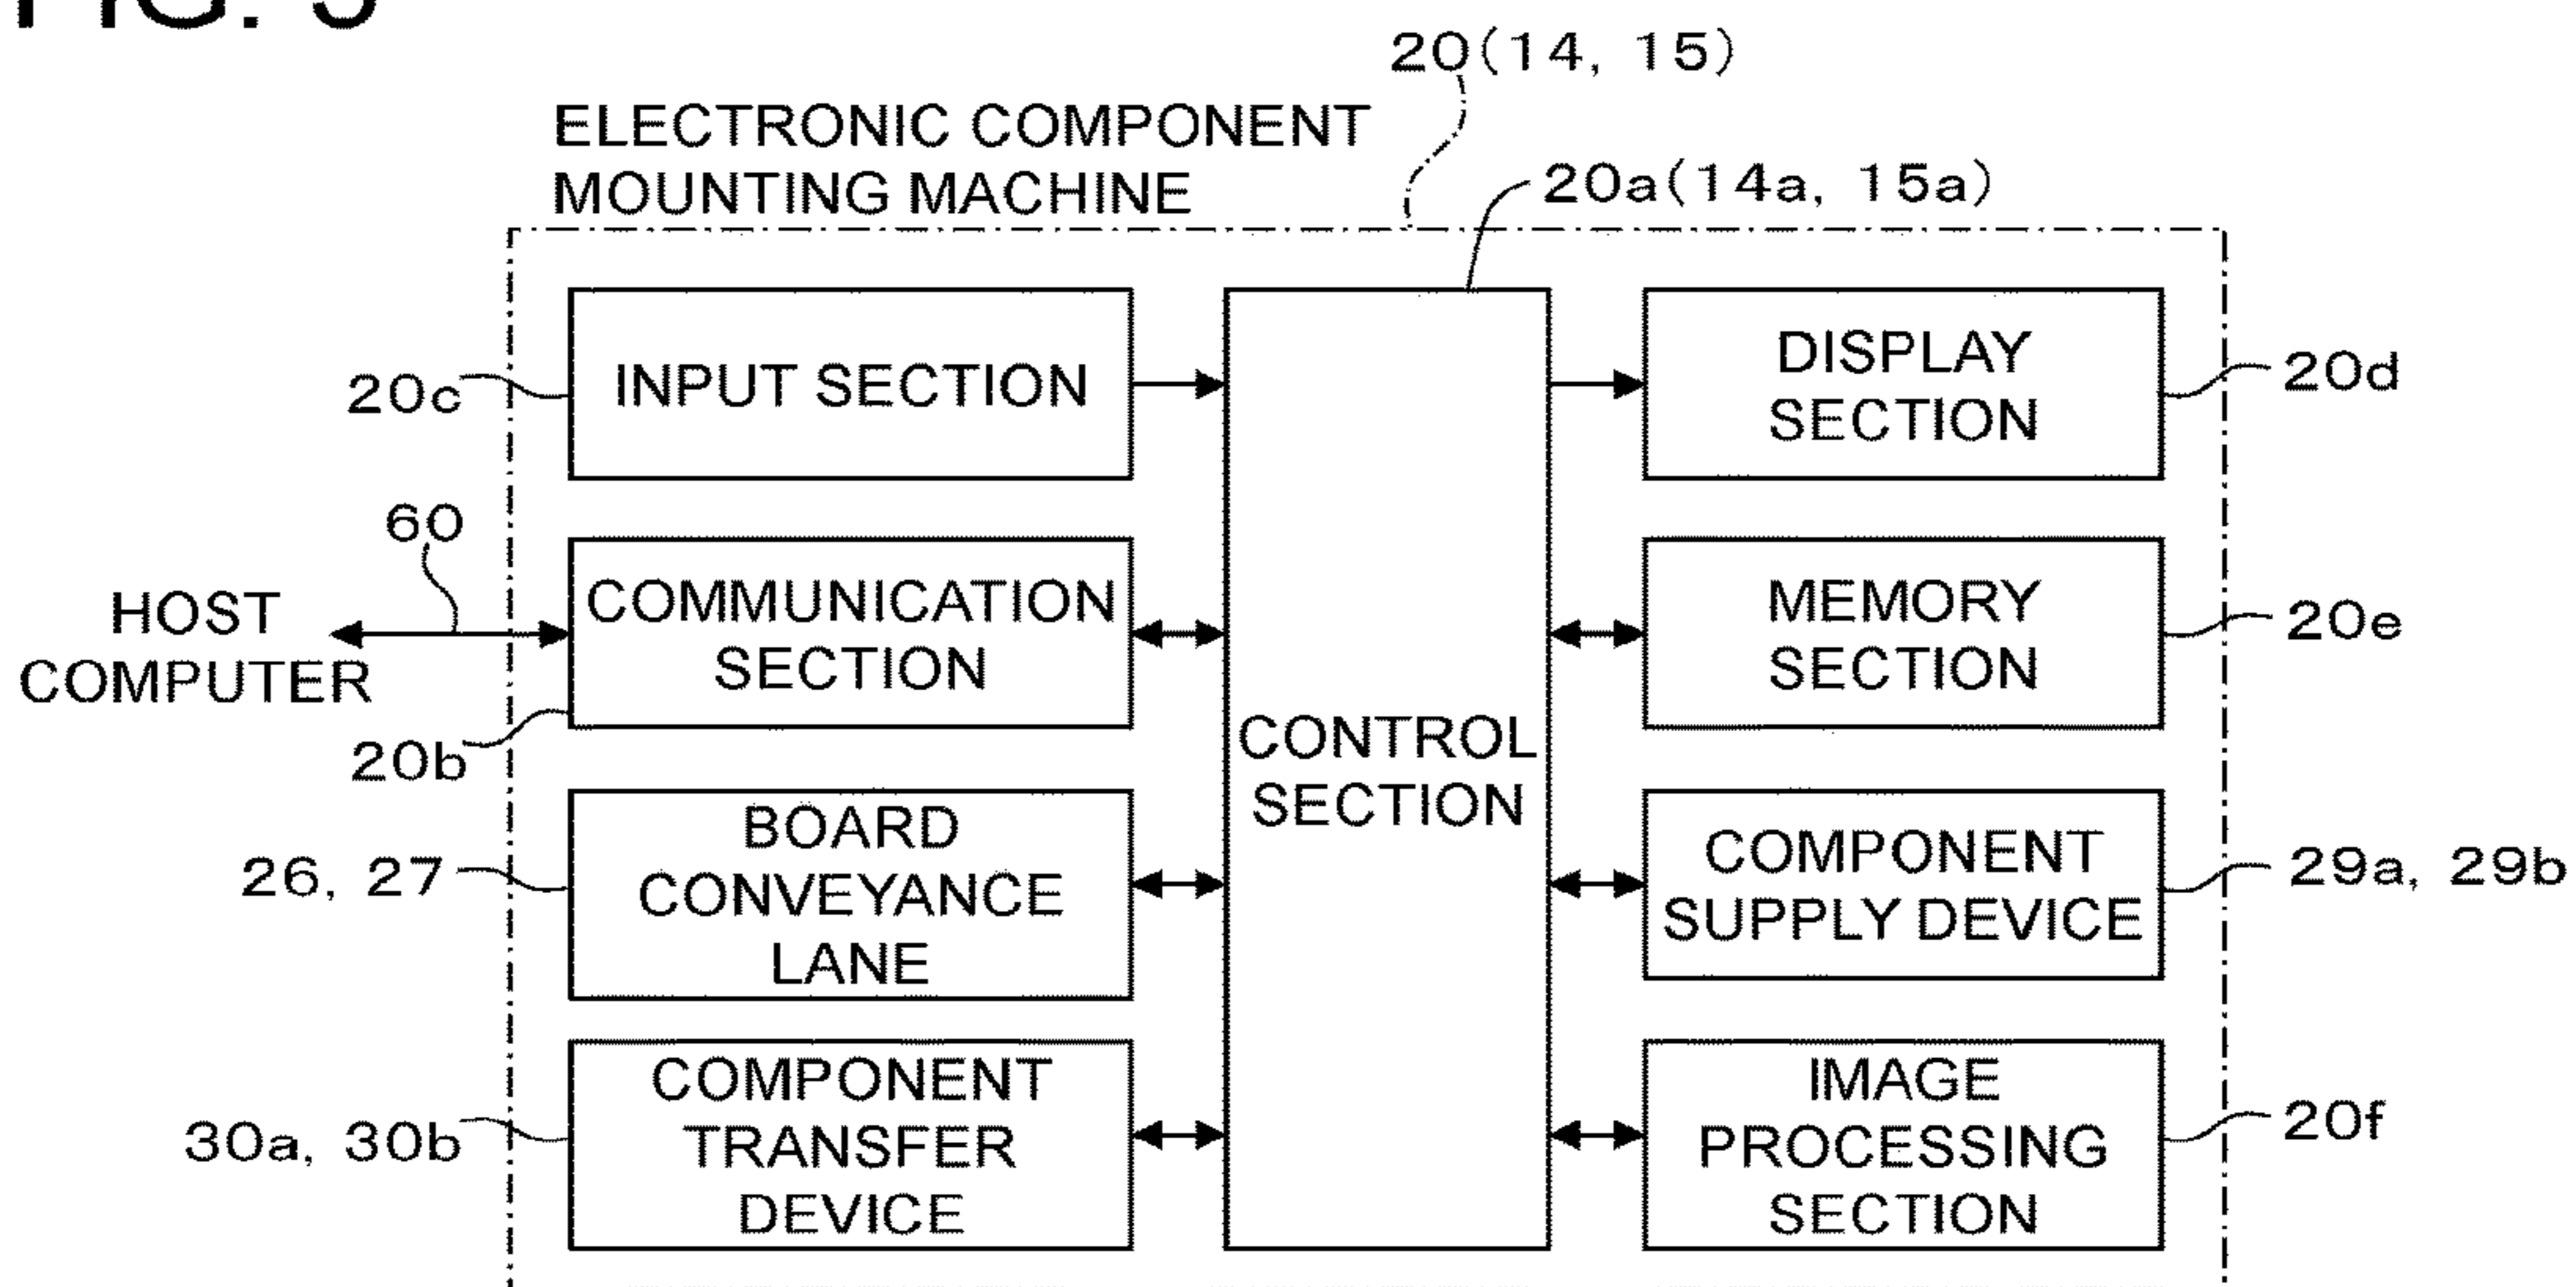 FIG. 5
20(14, 15)
ELECTRONIC COMPONENT
MOUNTING MACHINE
20a(14a, 15a)
INPUT SECTION
20c
DISPLAY
SECTION
20d
60
HOST
COMPUTER
COMMUNICATION
SECTION
20b
MEMORY
SECTION
20e
CONTROL
SECTION
BOARD
CONVEYANCE
LANE
26, 27
COMPONENT
SUPPLY DEVICE
29a, 29b
COMPONENT
TRANSFER
DEVICE
30a, 30b
IMAGE
PROCESSING
SECTION
20f